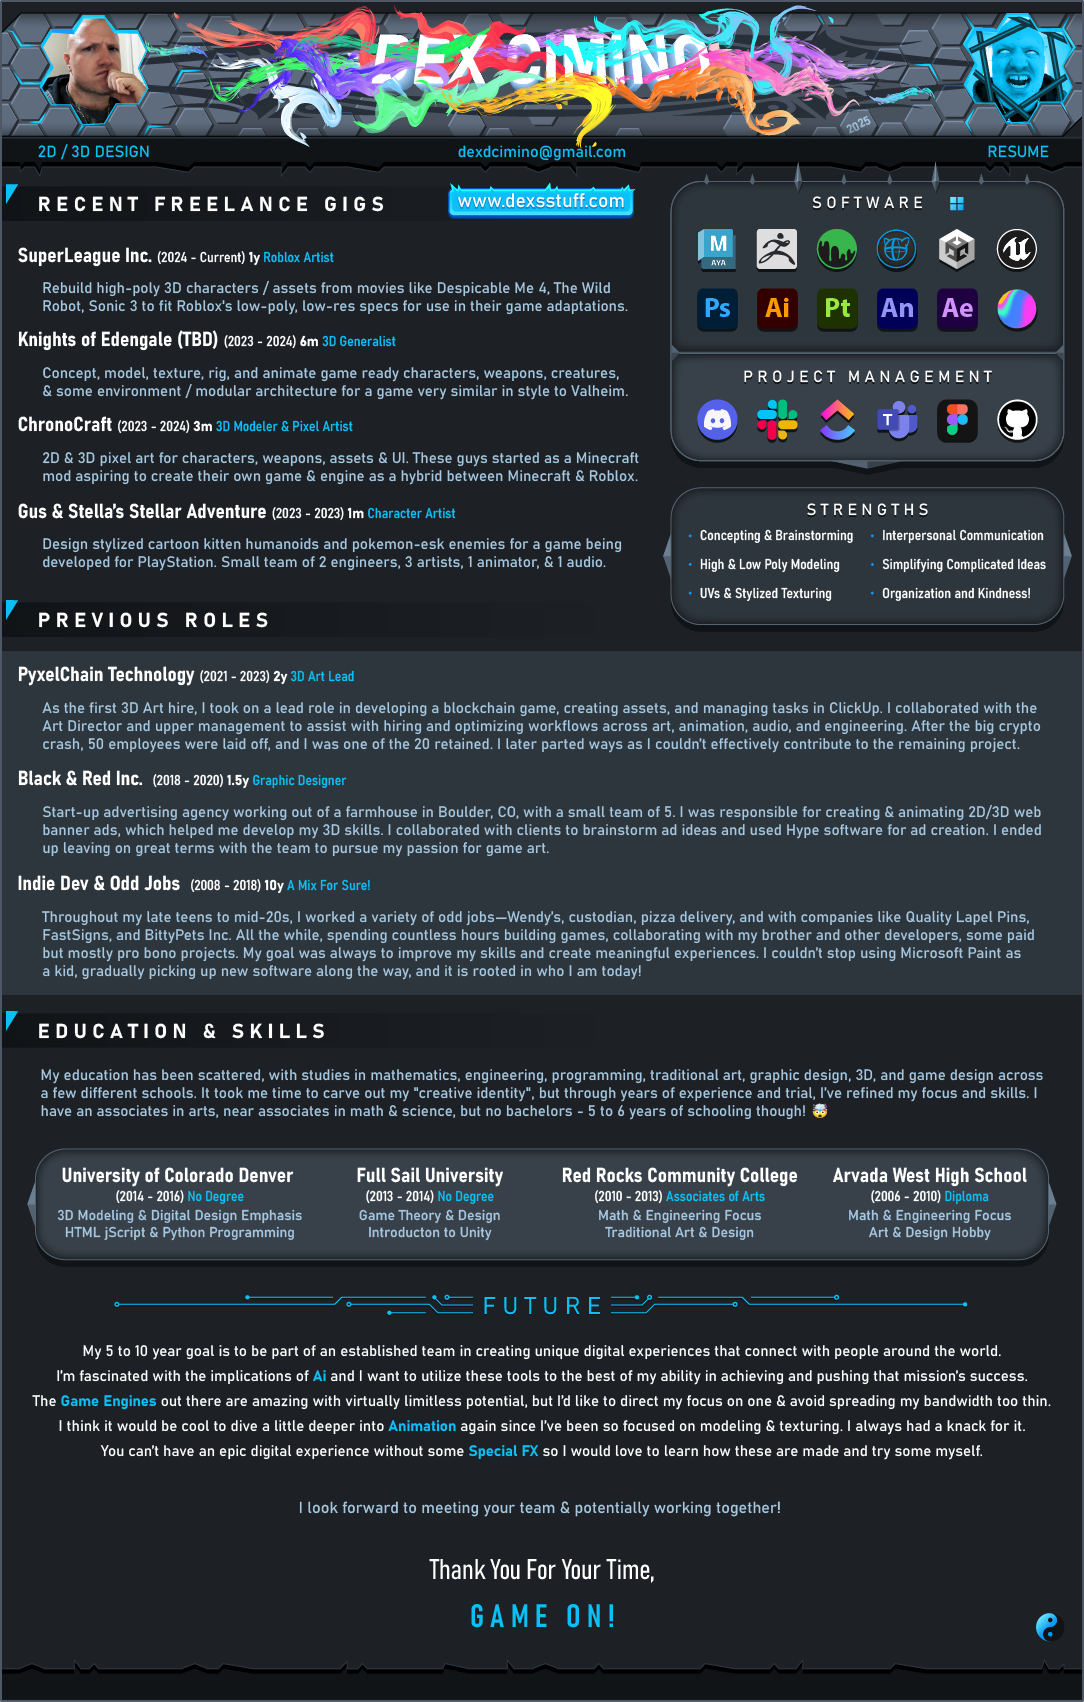 DEX CIMINO
2025
2D / 3D DESIGN
dexdcimino@gmail.com
RESUME
RECENT FREELANCE GIGS
www.dexsstuff.com
SuperLeague Inc. (2024 - Current) 1y Roblox Artist
Rebuild high-poly 3D characters / assets from movies like Despicable Me 4, The Wild
Robot, Sonic 3 to fit Roblox's low-poly, low-res specs for use in their game adaptations.
Knights of Edengale (TBD) (2023 - 2024) 6m 3D Generalist
Concept, model, texture, rig, and animate game ready characters, weapons, creatures,
& some environment / modular architecture for a game very similar in style to Valheim.
ChronoCraft (2023 - 2024) 3m 3D Modeler & Pixel Artist
2D & 3D pixel art for characters, weapons, assets & UI. These guys started as a Minecraft
mod aspiring to create their own game & engine as a hybrid between Minecraft & Roblox.
Gus & Stella's Stellar Adventure (2023 - 2023) 1m Character Artist
Design stylized cartoon kitten humanoids and pokemon-esk enemies for a game being
developed for PlayStation. Small team of 2 engineers, 3 artists, 1 animator, & 1 audio.
SOFTWARE
M
AYA
Ps
Ai
Pt
An
Ae
PROJECT MANAGEMENT
T
STRENGTHS
• Concepting & Brainstorming
• Interpersonal Communication
• High & Low Poly Modeling
• Simplifying Complicated Ideas
• UVs & Stylized Texturing
• Organization and Kindness!
PREVIOUS ROLES
PyxelChain Technology (2021 - 2023) 2y 3D Art Lead
As the first 3D Art hire, I took on a lead role in developing a blockchain game, creating assets, and managing tasks in ClickUp. I collaborated with the
Art Director and upper management to assist with hiring and optimizing workflows across art, animation, audio, and engineering. After the big crypto
crash, 50 employees were laid off, and I was one of the 20 retained. I later parted ways as I couldn't effectively contribute to the remaining project.
Black & Red Inc. (2018 - 2020) 1.5y Graphic Designer
Start-up advertising agency working out of a farmhouse in Boulder, CO, with a small team of 5. I was responsible for creating & animating 2D/3D web
banner ads, which helped me develop my 3D skills. I collaborated with clients to brainstorm ad ideas and used Hype software for ad creation. I ended
up leaving on great terms with the team to pursue my passion for game art.
Indie Dev & Odd Jobs (2008 - 2018) 10y A Mix For Sure!
Throughout my late teens to mid-20s, I worked a variety of odd jobs—Wendy's, custodian, pizza delivery, and with companies like Quality Lapel Pins,
FastSigns, and BittyPets Inc. All the while, spending countless hours building games, collaborating with my brother and other developers, some paid
but mostly pro bono projects. My goal was always to improve my skills and create meaningful experiences. I couldn't stop using Microsoft Paint as
a kid, gradually picking up new software along the way, and it is rooted in who I am today!
EDUCATION & SKILLS
My education has been scattered, with studies in mathematics, engineering, programming, traditional art, graphic design, 3D, and game design across
a few different schools. It took me time to carve out my "creative identity", but through years of experience and trial, I've refined my focus and skills. I
have an associates in arts, near associates in math & science, but no bachelors - 5 to 6 years of schooling though! 🤯
University of Colorado Denver
(2014 - 2016) No Degree
3D Modeling & Digital Design Emphasis
HTML jScript & Python Programming
Full Sail University
(2013 - 2014) No Degree
Game Theory & Design
Introducton to Unity
Red Rocks Community College
(2010 - 2013) Associates of Arts
Math & Engineering Focus
Traditional Art & Design
Arvada West High School
(2006 - 2010) Diploma
Math & Engineering Focus
Art & Design Hobby
FUTURE
My 5 to 10 year goal is to be part of an established team in creating unique digital experiences that connect with people around the world.
I'm fascinated with the implications of Ai and I want to utilize these tools to the best of my ability in achieving and pushing that mission's success.
The Game Engines out there are amazing with virtually limitless potential, but I'd like to direct my focus on one & avoid spreading my bandwidth too thin.
I think it would be cool to dive a little deeper into Animation again since I've been so focused on modeling & texturing. I always had a knack for it.
You can't have an epic digital experience without some Special FX so I would love to learn how these are made and try some myself.
I look forward to meeting your team & potentially working together!
Thank You For Your Time,
GAME ON!